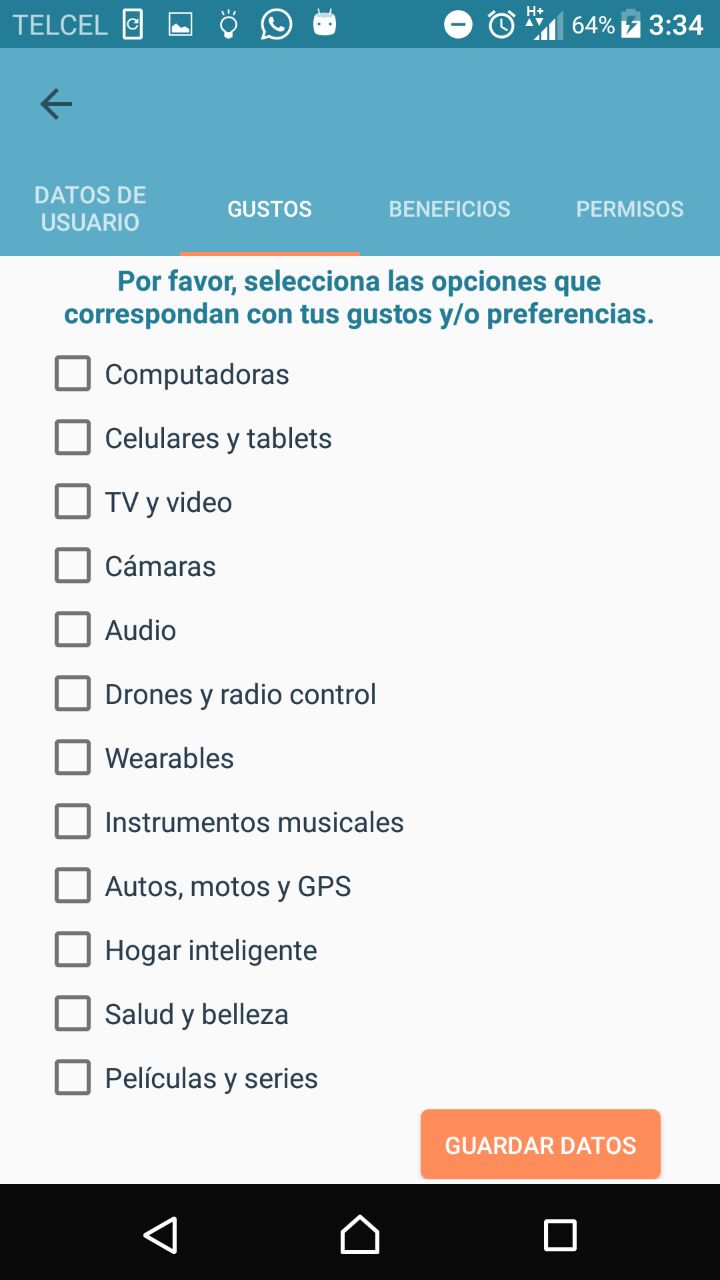 TELCEL H+ 64% 3:34
DATOS DE
USUARIO
GUSTOS
BENEFICIOS
PERMISOS
Por favor, selecciona las opciones que
correspondan con tus gustos y/o preferencias.
Computadoras
Celulares y tablets
TV y video
Cámaras
Audio
Drones y radio control
Wearables
Instrumentos musicales
Autos, motos y GPS
Hogar inteligente
Salud y belleza
Películas y series
GUARDAR DATOS